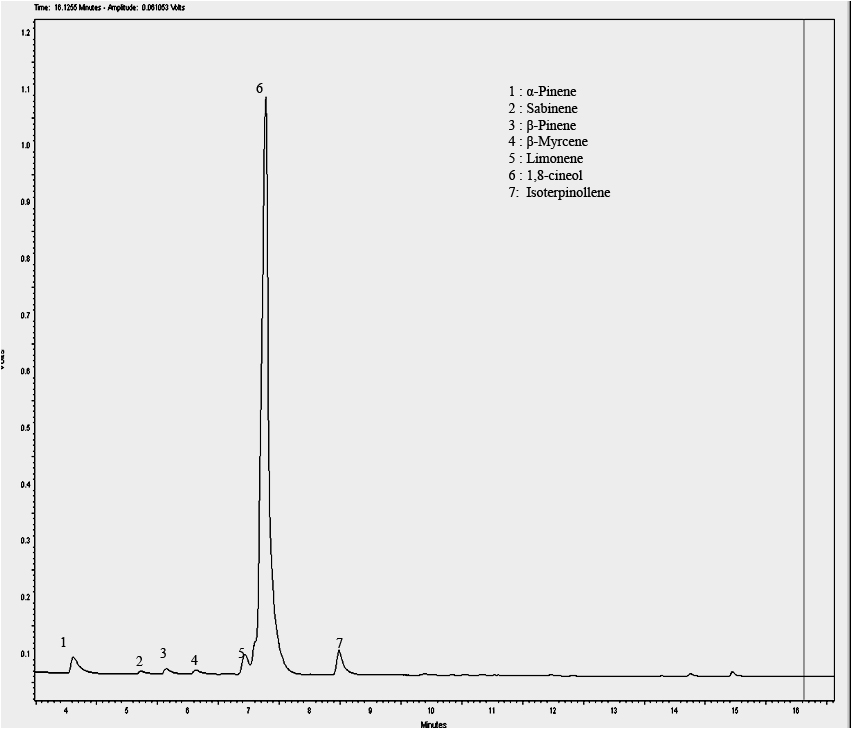 Time: 16.1255 Minutes - Amplitude: 0.061053 Volts
1.2
1.1
1.0
0.9
0.8
0.7
0.6
0.5
0.4
0.3
0.2
0.1
Volts
6
1 : α-Pinene
2 : Sabinene
3 : β-Pinene
4 : β-Myrcene
5 : Limonene
6 : 1,8-cineol
7: Isoterpinollene
1
2
3
4
5
7
4 5 6 7 8 9 10 11 12 13 14 15 16
Minutes